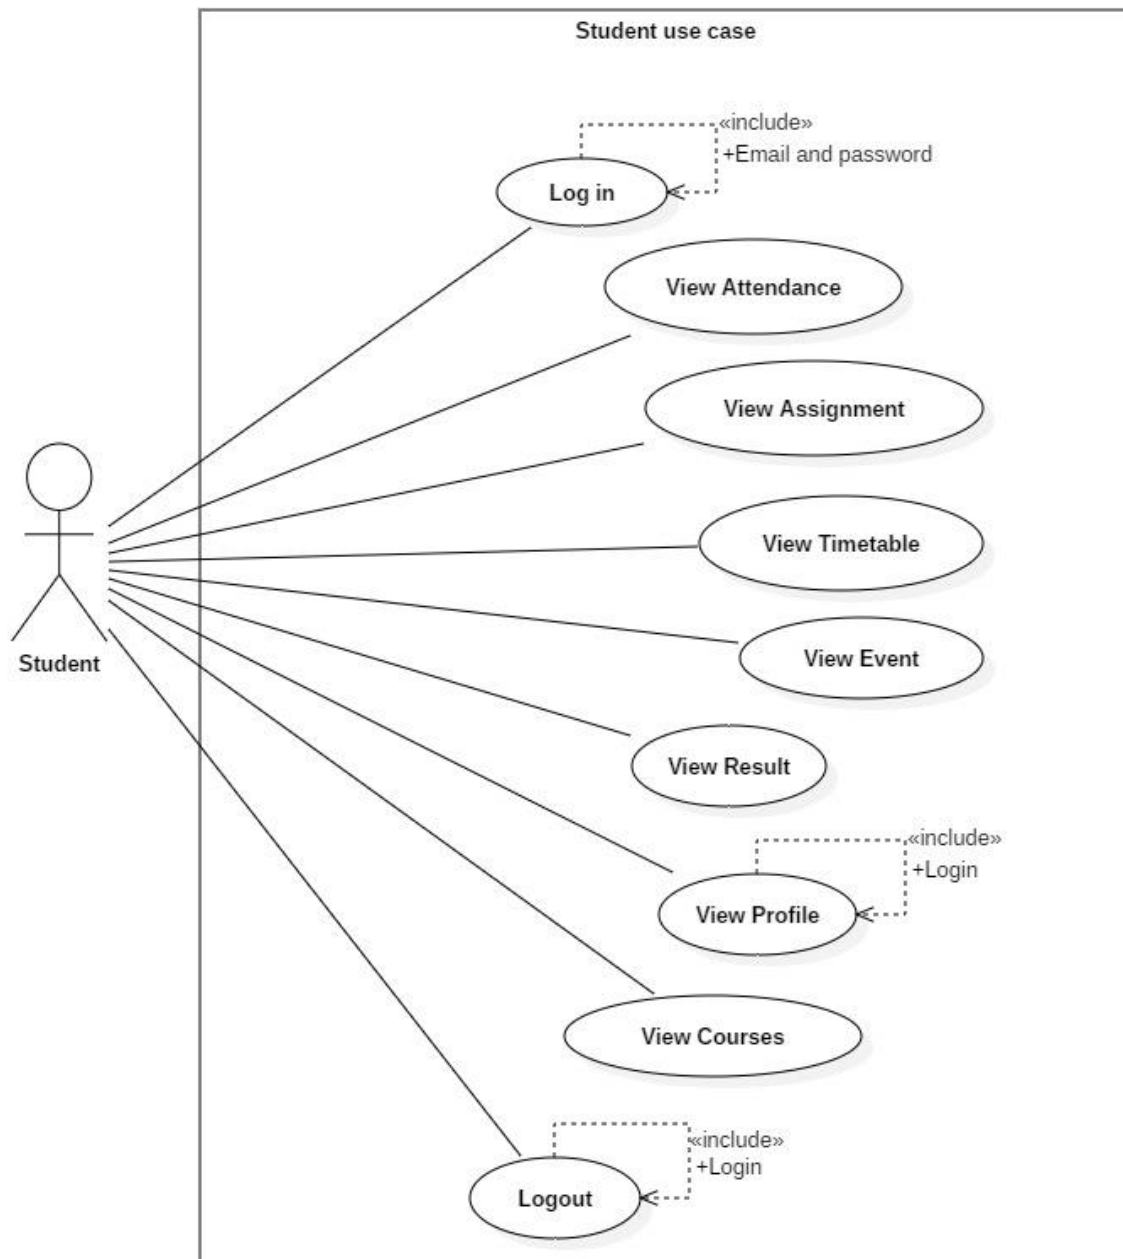 Student use case
«include»
+Email and password
Log in
View Attendance
View Assignment
View Timetable
View Event
Student
View Result
«include»
+Login
View Profile
View Courses
«include»
+Login
Logout